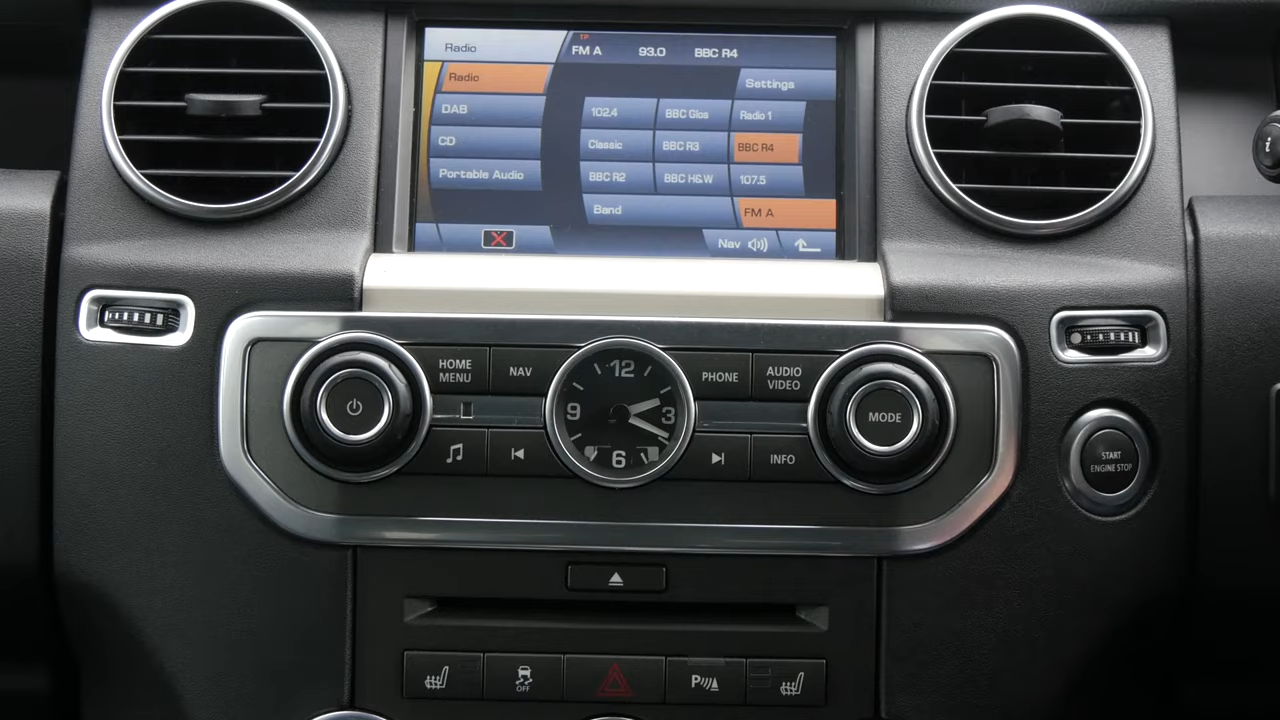 Radio
TP
FM A 93.0 BBC R4
Radio
Settings
DAB
102.4 BBC Glos Radio 1
CD
Classic BBC R3 BBC R4
Portable Audio
BBC R2 BBC H&W 107.5
Band FM A
Nav
HOME MENU
NAV
12
PHONE
AUDIO VIDEO
9
3
MODE
INFO
6
START
ENGINE STOP
OFF
P
i